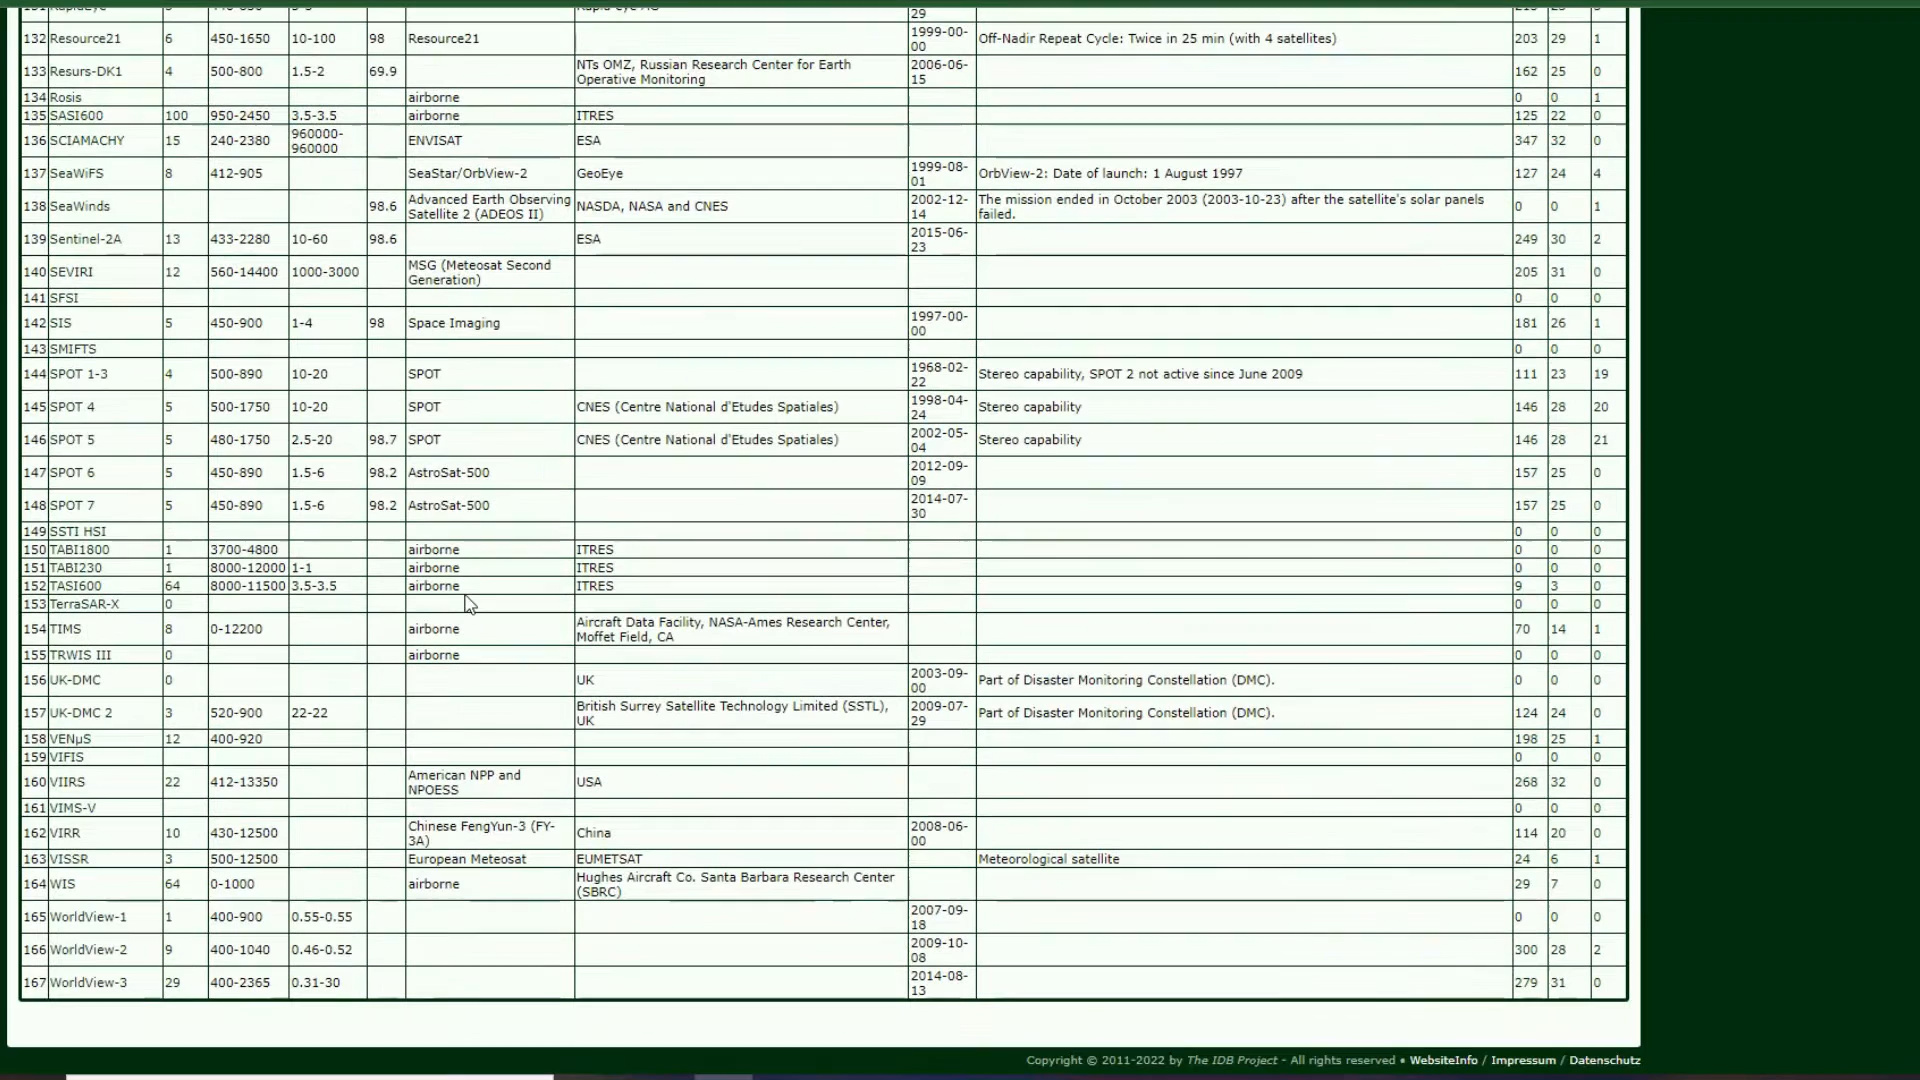 29
132 Resource21 6 450-1650 10-100 98 Resource21 1999-00-00 Off-Nadir Repeat Cycle: Twice in 25 min (with 4 satellites) 203 29 1
133 Resurs-DK1 4 500-800 1.5-2 69.9 NTs OMZ, Russian Research Center for Earth Operative Monitoring 2006-06-15 162 25 0
134 Rosis airborne 0 0 1
135 SASI600 100 950-2450 3.5-3.5 airborne ITRES 125 22 0
136 SCIAMACHY 15 240-2380 960000-960000 ENVISAT ESA 347 32 0
137 SeaWiFS 8 412-905 SeaStar/OrbView-2 GeoEye 1999-08-01 OrbView-2: Date of launch: 1 August 1997 127 24 4
138 SeaWinds 98.6 Advanced Earth Observing Satellite 2 (ADEOS II) NASDA, NASA and CNES 2002-12-14 The mission ended in October 2003 (2003-10-23) after the satellite's solar panels failed. 0 0 1
139 Sentinel-2A 13 433-2280 10-60 98.6 ESA 2015-06-23 249 30 2
140 SEVIRI 12 560-14400 1000-3000 MSG (Meteosat Second Generation) 205 31 0
141 SFSI 0 0 0
142 SIS 5 450-900 1-4 98 Space Imaging 1997-00-00 181 26 1
143 SMIFTS 0 0 0
144 SPOT 1-3 4 500-890 10-20 SPOT 1968-02-22 Stereo capability, SPOT 2 not active since June 2009 111 23 19
145 SPOT 4 5 500-1750 10-20 SPOT CNES (Centre National d'Etudes Spatiales) 1998-04-24 Stereo capability 146 28 20
146 SPOT 5 5 480-1750 2.5-20 98.7 SPOT CNES (Centre National d'Etudes Spatiales) 2002-05-04 Stereo capability 146 28 21
147 SPOT 6 5 450-890 1.5-6 98.2 AstroSat-500 2012-09-09 157 25 0
148 SPOT 7 5 450-890 1.5-6 98.2 AstroSat-500 2014-07-30 157 25 0
149 SSTI HSI 0 0 0
150 TABI1800 1 3700-4800 airborne ITRES 0 0 0
151 TABI230 1 8000-12000 1-1 airborne ITRES 0 0 0
152 TASI600 64 8000-11500 3.5-3.5 airborne ITRES 9 3 0
153 TerraSAR-X 0 0 0 0
154 TIMS 8 0-12200 airborne Aircraft Data Facility, NASA-Ames Research Center, Moffet Field, CA 70 14 1
155 TRWIS III 0 airborne 0 0 0
156 UK-DMC 0 UK 2003-09-00 Part of Disaster Monitoring Constellation (DMC). 0 0 0
157 UK-DMC 2 3 520-900 22-22 British Surrey Satellite Technology Limited (SSTL), UK 2009-07-29 Part of Disaster Monitoring Constellation (DMC). 124 24 0
158 VENµS 12 400-920 198 25 1
159 VIFIS 0 0 0
160 VIIRS 22 412-13350 American NPP and NPOESS USA 268 32 0
161 VIMS-V 0 0 0
162 VIRR 10 430-12500 Chinese FengYun-3 (FY-3A) China 2008-06-00 114 20 0
163 VISSR 3 500-12500 European Meteosat EUMETSAT Meteorological satellite 24 6 1
164 WIS 64 0-1000 airborne Hughes Aircraft Co. Santa Barbara Research Center (SBRC) 29 7 0
165 WorldView-1 1 400-900 0.55-0.55 2007-09-18 0 0 0
166 WorldView-2 9 400-1040 0.46-0.52 2009-10-08 300 28 2
167 WorldView-3 29 400-2365 0.31-30 2014-08-13 279 31 0
Copyright © 2011-2022 by The IDB Project - All rights reserved • WebsiteInfo / Impressum / Datenschutz